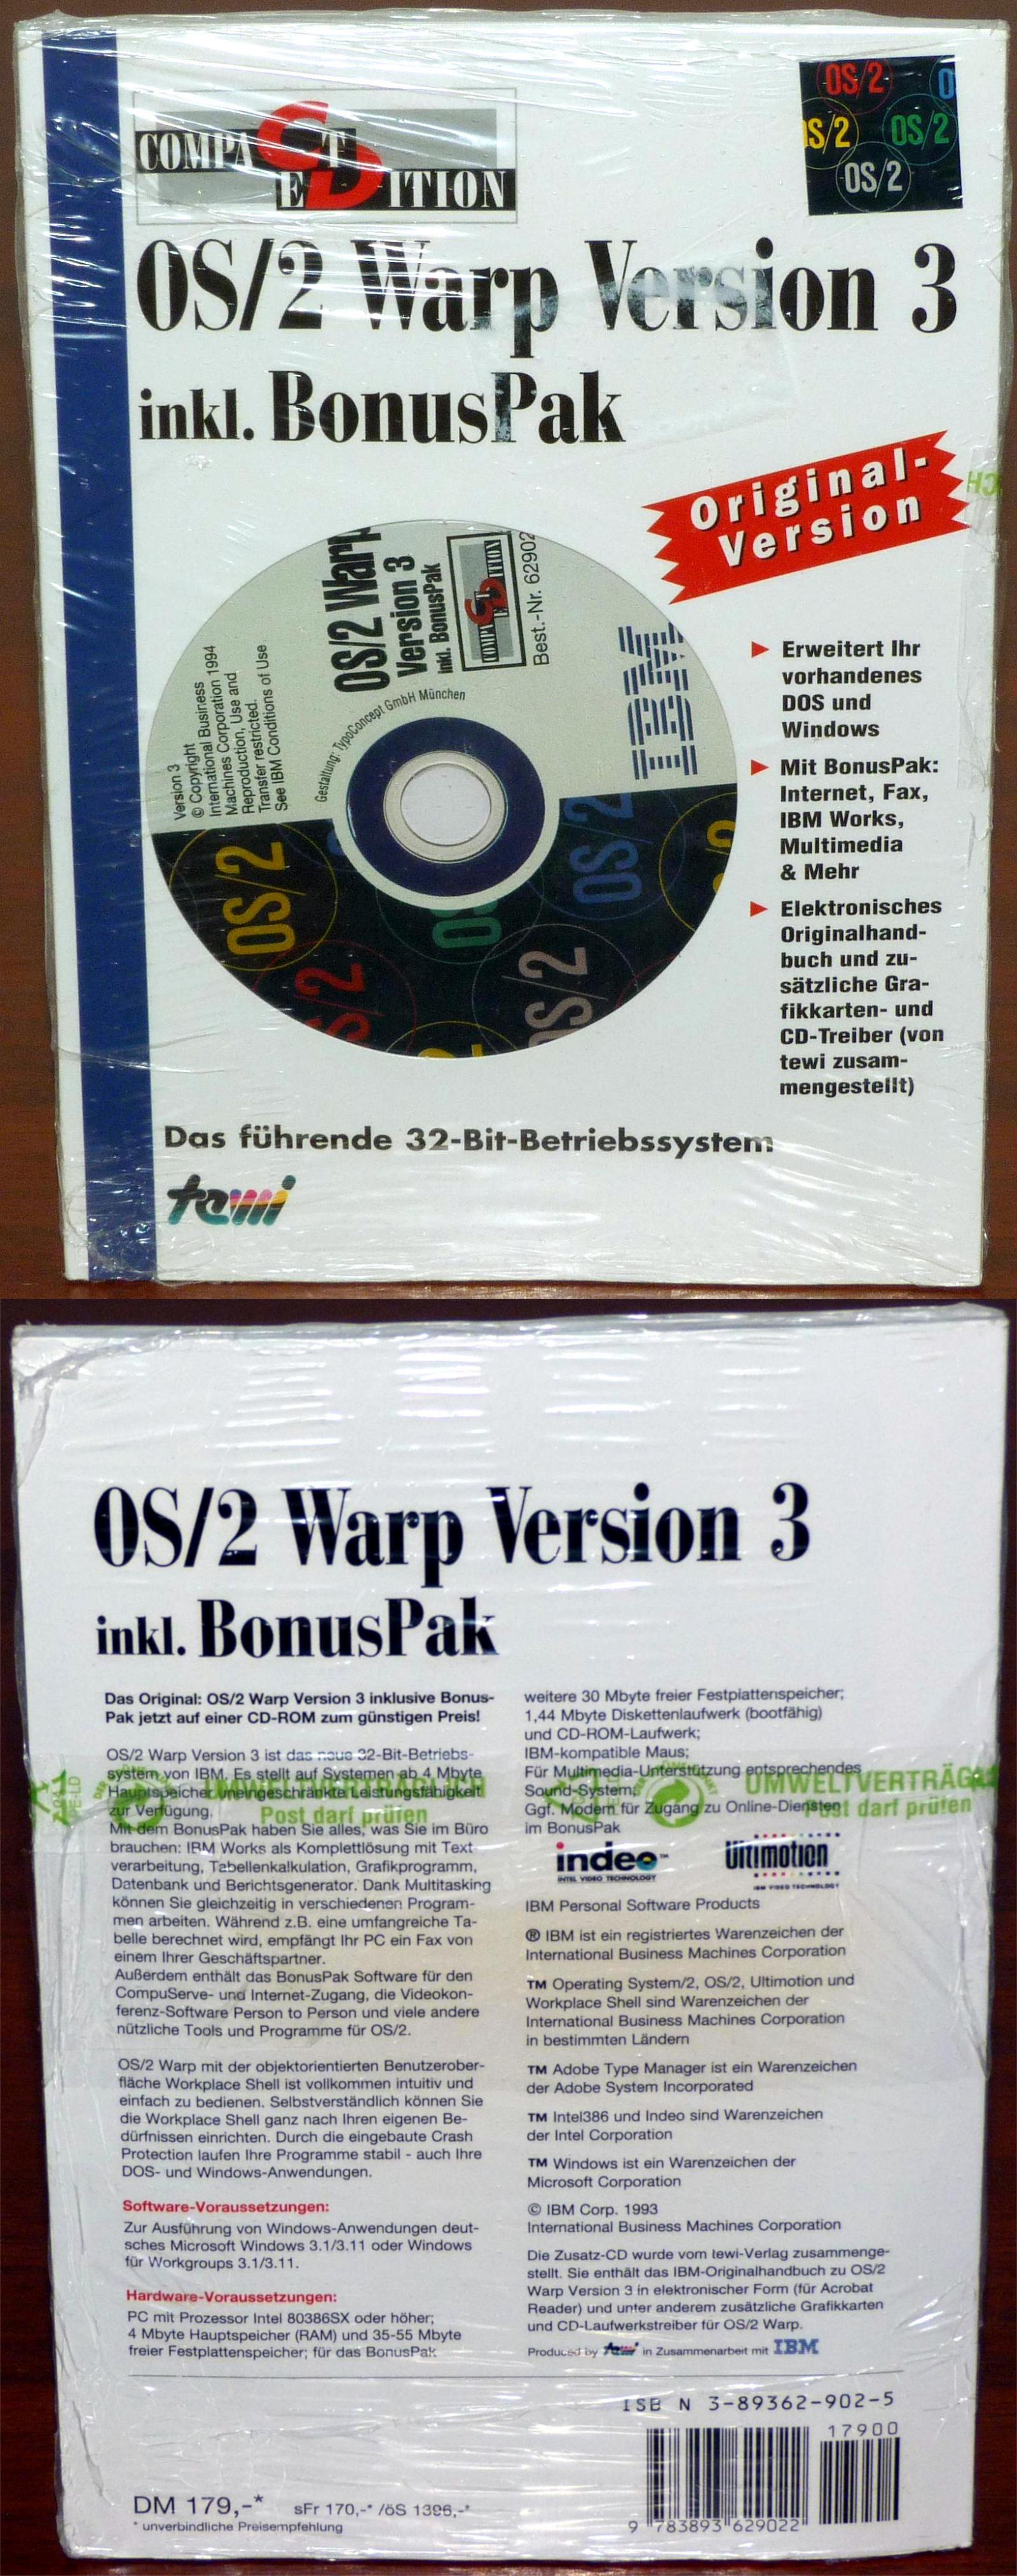 COMPACT
EDITION
OS/2
OS/2
OS/2
OS/2
OS/2 Warp Version 3
inkl. BonusPak
Original-
Version
OS/2 Warp
Version 3
inkl. BonusPak
COMPACT
EDITION
Best.-Nr. 62902
Version 3
© Copyright
International Business
Machines Corporation 1994
Reproduction, Use and
Transfer restricted.
See IBM Conditions of Use
Gestaltung: TypoConcept GmbH München
IBM
OS/2
OS/2
OS/2
OS/2
Erweitert Ihr
vorhandenes
DOS und
Windows
Mit BonusPak:
Internet, Fax,
IBM Works,
Multimedia
& Mehr
Elektronisches
Originalhand-
buch und zu-
sätzliche Gra-
fikkarten- und
CD-Treiber (von
tewi zusam-
mengestellt)
Das führende 32-Bit-Betriebssystem
tewi
OS/2 Warp Version 3
inkl. BonusPak
Das Original: OS/2 Warp Version 3 inklusive Bonus-
Pak jetzt auf einer CD-ROM zum günstigen Preis!
OS/2 Warp Version 3 ist das neue 32-Bit-Betriebs-
system von IBM. Es stellt auf Systemen ab 4 Mbyte
Hauptspeicher uneingeschränkte Leistungsfähigkeit
zur Verfügung.
Mit dem BonusPak haben Sie alles, was Sie im Büro
brauchen: IBM Works als Komplettlösung mit Text-
verarbeitung, Tabellenkalkulation, Grafikprogramm,
Datenbank und Berichtsgenerator. Dank Multitasking
können Sie gleichzeitig in verschiedenen Program-
men arbeiten. Während z.B. eine umfangreiche Ta-
belle berechnet wird, empfängt Ihr PC ein Fax von
einem Ihrer Geschäftspartner.
Außerdem enthält das BonusPak Software für den
CompuServe- und Internet-Zugang, die Videokon-
ferenz-Software Person to Person und viele andere
nützliche Tools und Programme für OS/2.
OS/2 Warp mit der objektorientierten Benutzerober-
fläche Workplace Shell ist vollkommen intuitiv und
einfach zu bedienen. Selbstverständlich können Sie
die Workplace Shell ganz nach Ihren eigenen Be-
dürfnissen einrichten. Durch die eingebaute Crash
Protection laufen Ihre Programme stabil - auch Ihre
DOS- und Windows-Anwendungen.
Software-Voraussetzungen:
Zur Ausführung von Windows-Anwendungen deut-
sches Microsoft Windows 3.1/3.11 oder Windows
für Workgroups 3.1/3.11.
Hardware-Voraussetzungen:
PC mit Prozessor Intel 80386SX oder höher;
4 Mbyte Hauptspeicher (RAM) und 35-55 Mbyte
freier Festplattenspeicher; für das BonusPak
weitere 30 Mbyte freier Festplattenspeicher;
1,44 Mbyte Diskettenlaufwerk (bootfähig)
und CD-ROM-Laufwerk;
IBM-kompatible Maus;
Für Multimedia-Unterstützung entsprechendes
Sound-System;
Ggf. Modem für Zugang zu Online-Diensten
im BonusPak
Post darf prüfen
UMWELTVERTRÄG
darf prüfen
indeo™
INTEL VIDEO TECHNOLOGY
Ultimotion
IBM VIDEO TECHNOLOGY
IBM Personal Software Products
® IBM ist ein registriertes Warenzeichen der
International Business Machines Corporation
TM Operating System/2, OS/2, Ultimotion und
Workplace Shell sind Warenzeichen der
International Business Machines Corporation
in bestimmten Ländern
TM Adobe Type Manager ist ein Warenzeichen
der Adobe System Incorporated
TM Intel386 und Indeo sind Warenzeichen
der Intel Corporation
TM Windows ist ein Warenzeichen der
Microsoft Corporation
© IBM Corp. 1993
International Business Machines Corporation
Die Zusatz-CD wurde vom tewi-Verlag zusammenge-
stellt. Sie enthält das IBM-Originalhandbuch zu OS/2
Warp Version 3 in elektronischer Form (für Acrobat
Reader) und unter anderem zusätzliche Grafikkarten
und CD-Laufwerkstreiber für OS/2 Warp.
Produced by tewi in Zusammenarbeit mit IBM
ISBN 3-89362-902-5
17900
9 783893 629022
DM 179,-* sFr 170,-* /öS 1396,-*
* unverbindliche Preisempfehlung